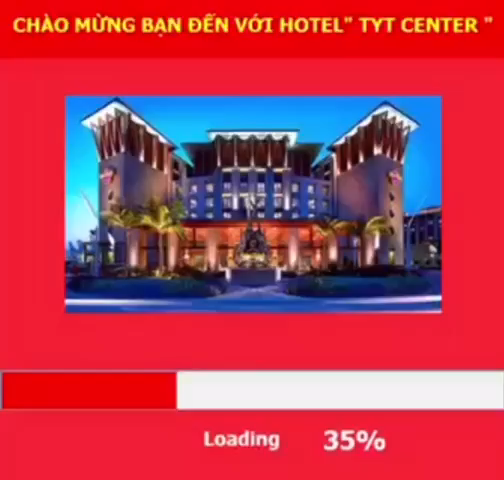 CHÀO MỪNG BẠN ĐẾN VỚI HOTEL" TYT CENTER "
Loading 35%